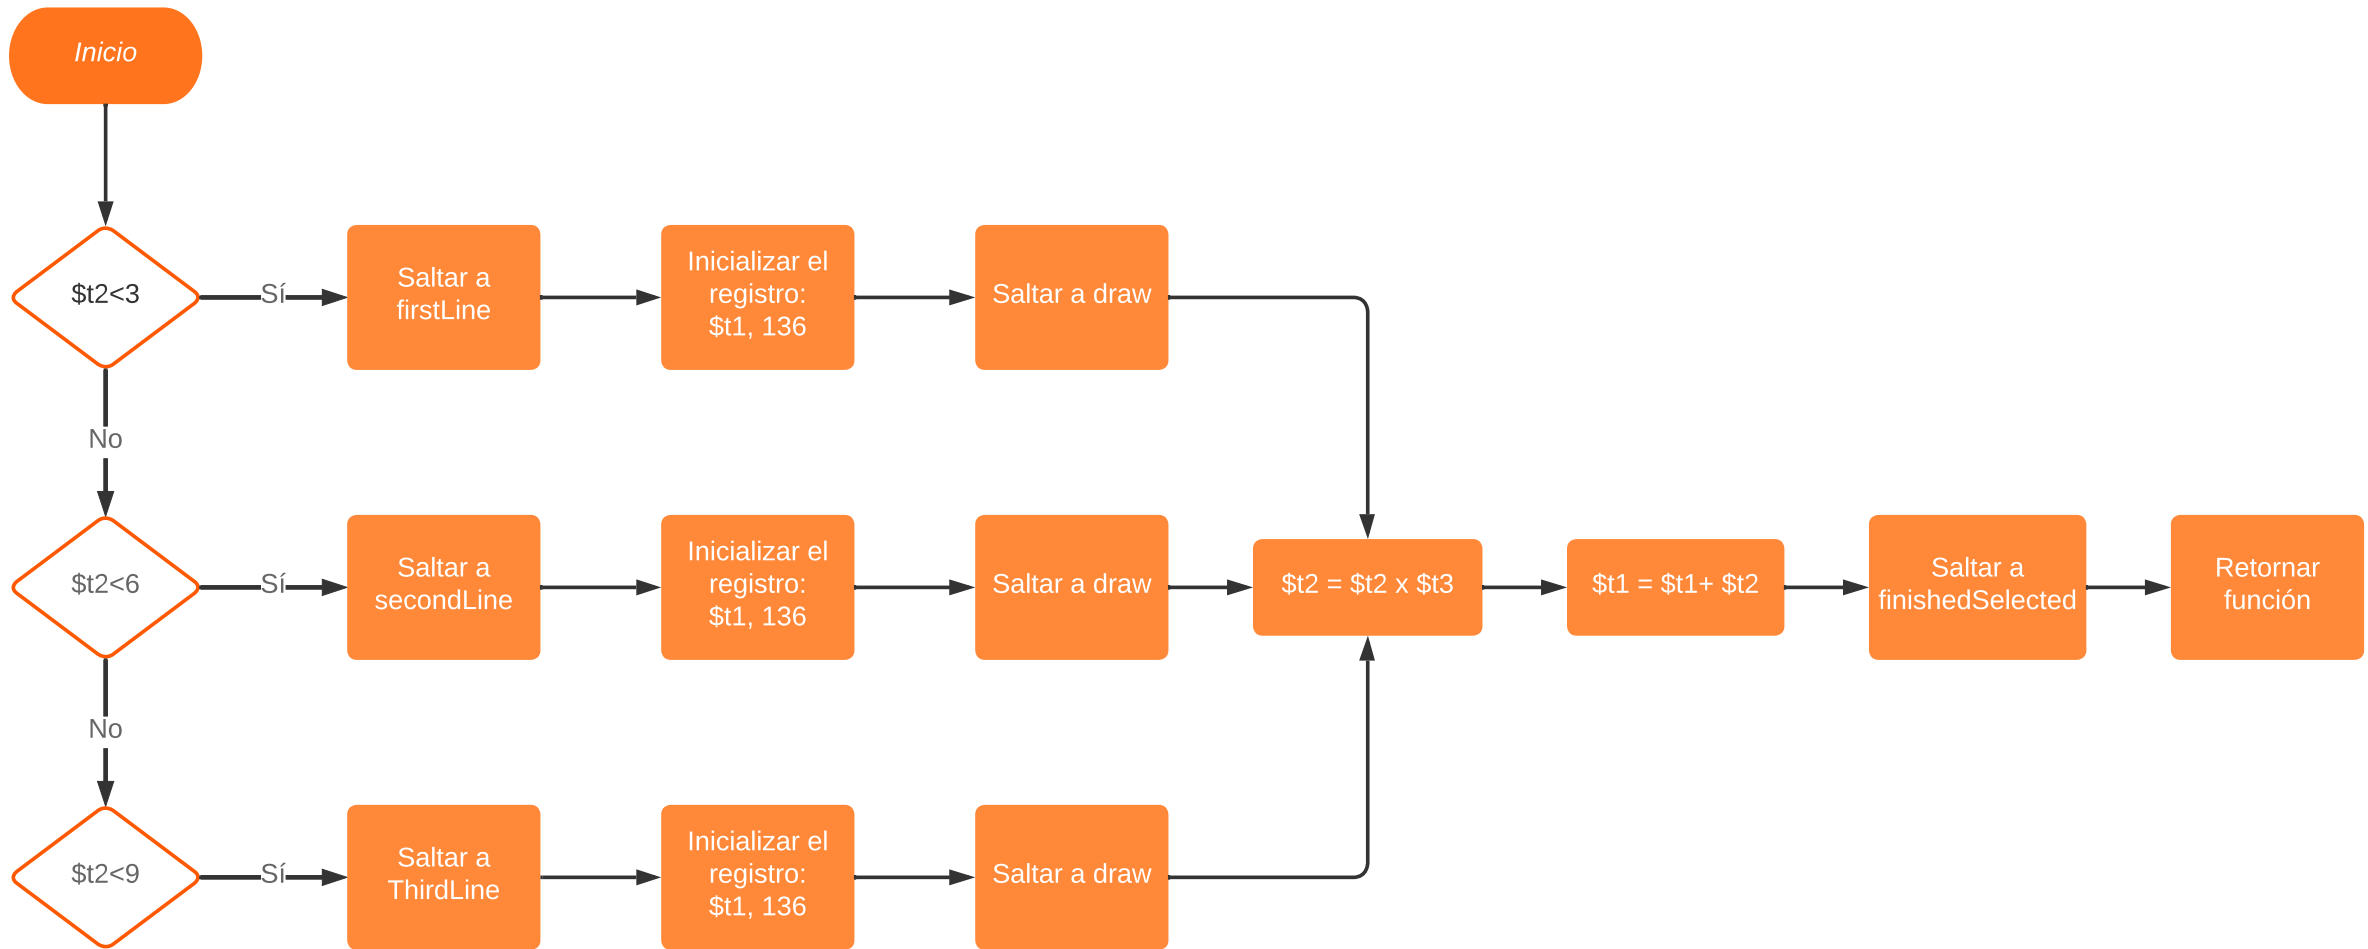 Inicio
$t2<3
Sí
Saltar a
firstLine
Inicializar el
registro:
$t1, 136
Saltar a draw
No
$t2<6
Sí
Saltar a
secondLine
Inicializar el
registro:
$t1, 136
Saltar a draw
$t2 = $t2 x $t3
$t1 = $t1+ $t2
Saltar a
finishedSelected
Retornar
función
No
$t2<9
Sí
Saltar a
ThirdLine
Inicializar el
registro:
$t1, 136
Saltar a draw